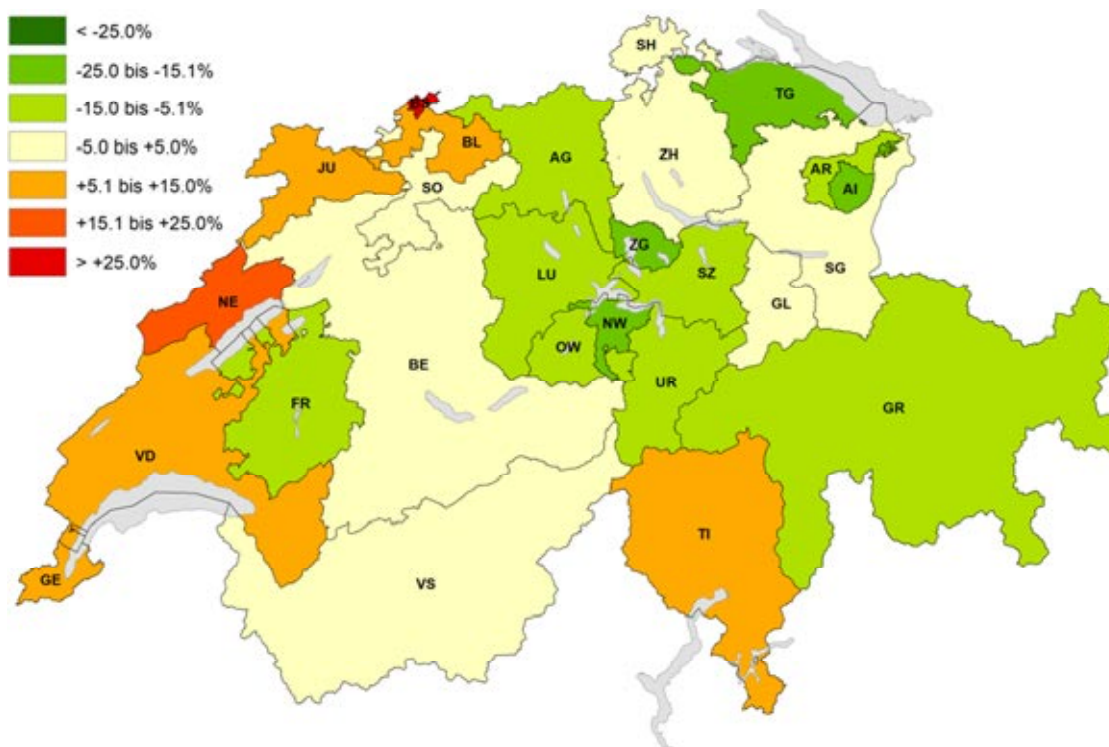 < -25.0%
-25.0 bis -15.1%
-15.0 bis -5.1%
-5.0 bis +5.0%
+5.1 bis +15.0%
+15.1 bis +25.0%
> +25.0%
SH
TG
BL
JU
AG
ZH
AR
AI
SO
ZG
LU
SZ
SG
NE
GL
NW
OW
BE
UR
FR
GR
VD
TI
GE
VS